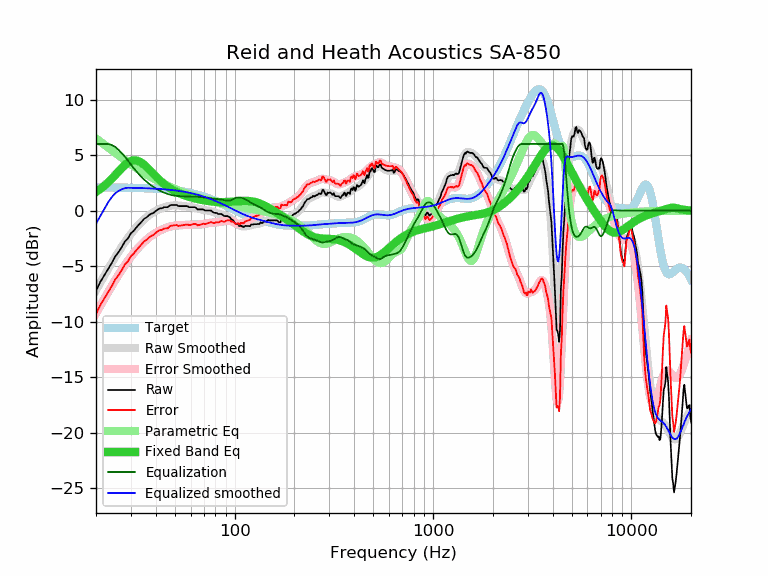 Reid and Heath Acoustics SA-850
Amplitude (dBr)
10
5
0
−5
−10
−15
−20
−25
Target
Raw Smoothed
Error Smoothed
Raw
Error
Parametric Eq
Fixed Band Eq
Equalization
Equalized smoothed
100
1000
10000
Frequency (Hz)